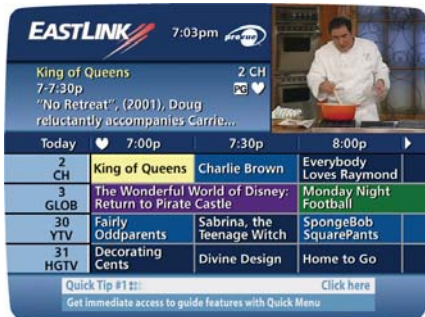 EASTLINK
7:03pm prevue
King of Queens 2 CH
7-7:30p PG
"No Retreat", (2001), Doug
reluctantly accompanies Carrie...
Today 7:00p 7:30p 8:00p
2 CH King of Queens Charlie Brown Everybody Loves Raymond
3 GLOB The Wonderful World of Disney: Return to Pirate Castle Monday Night Football
30 YTV Fairly Oddparents Sabrina, the Teenage Witch SpongeBob SquarePants
31 HGTV Decorating Cents Divine Design Home to Go
Quick Tip #1 Click here
Get immediate access to guide features with Quick Menu